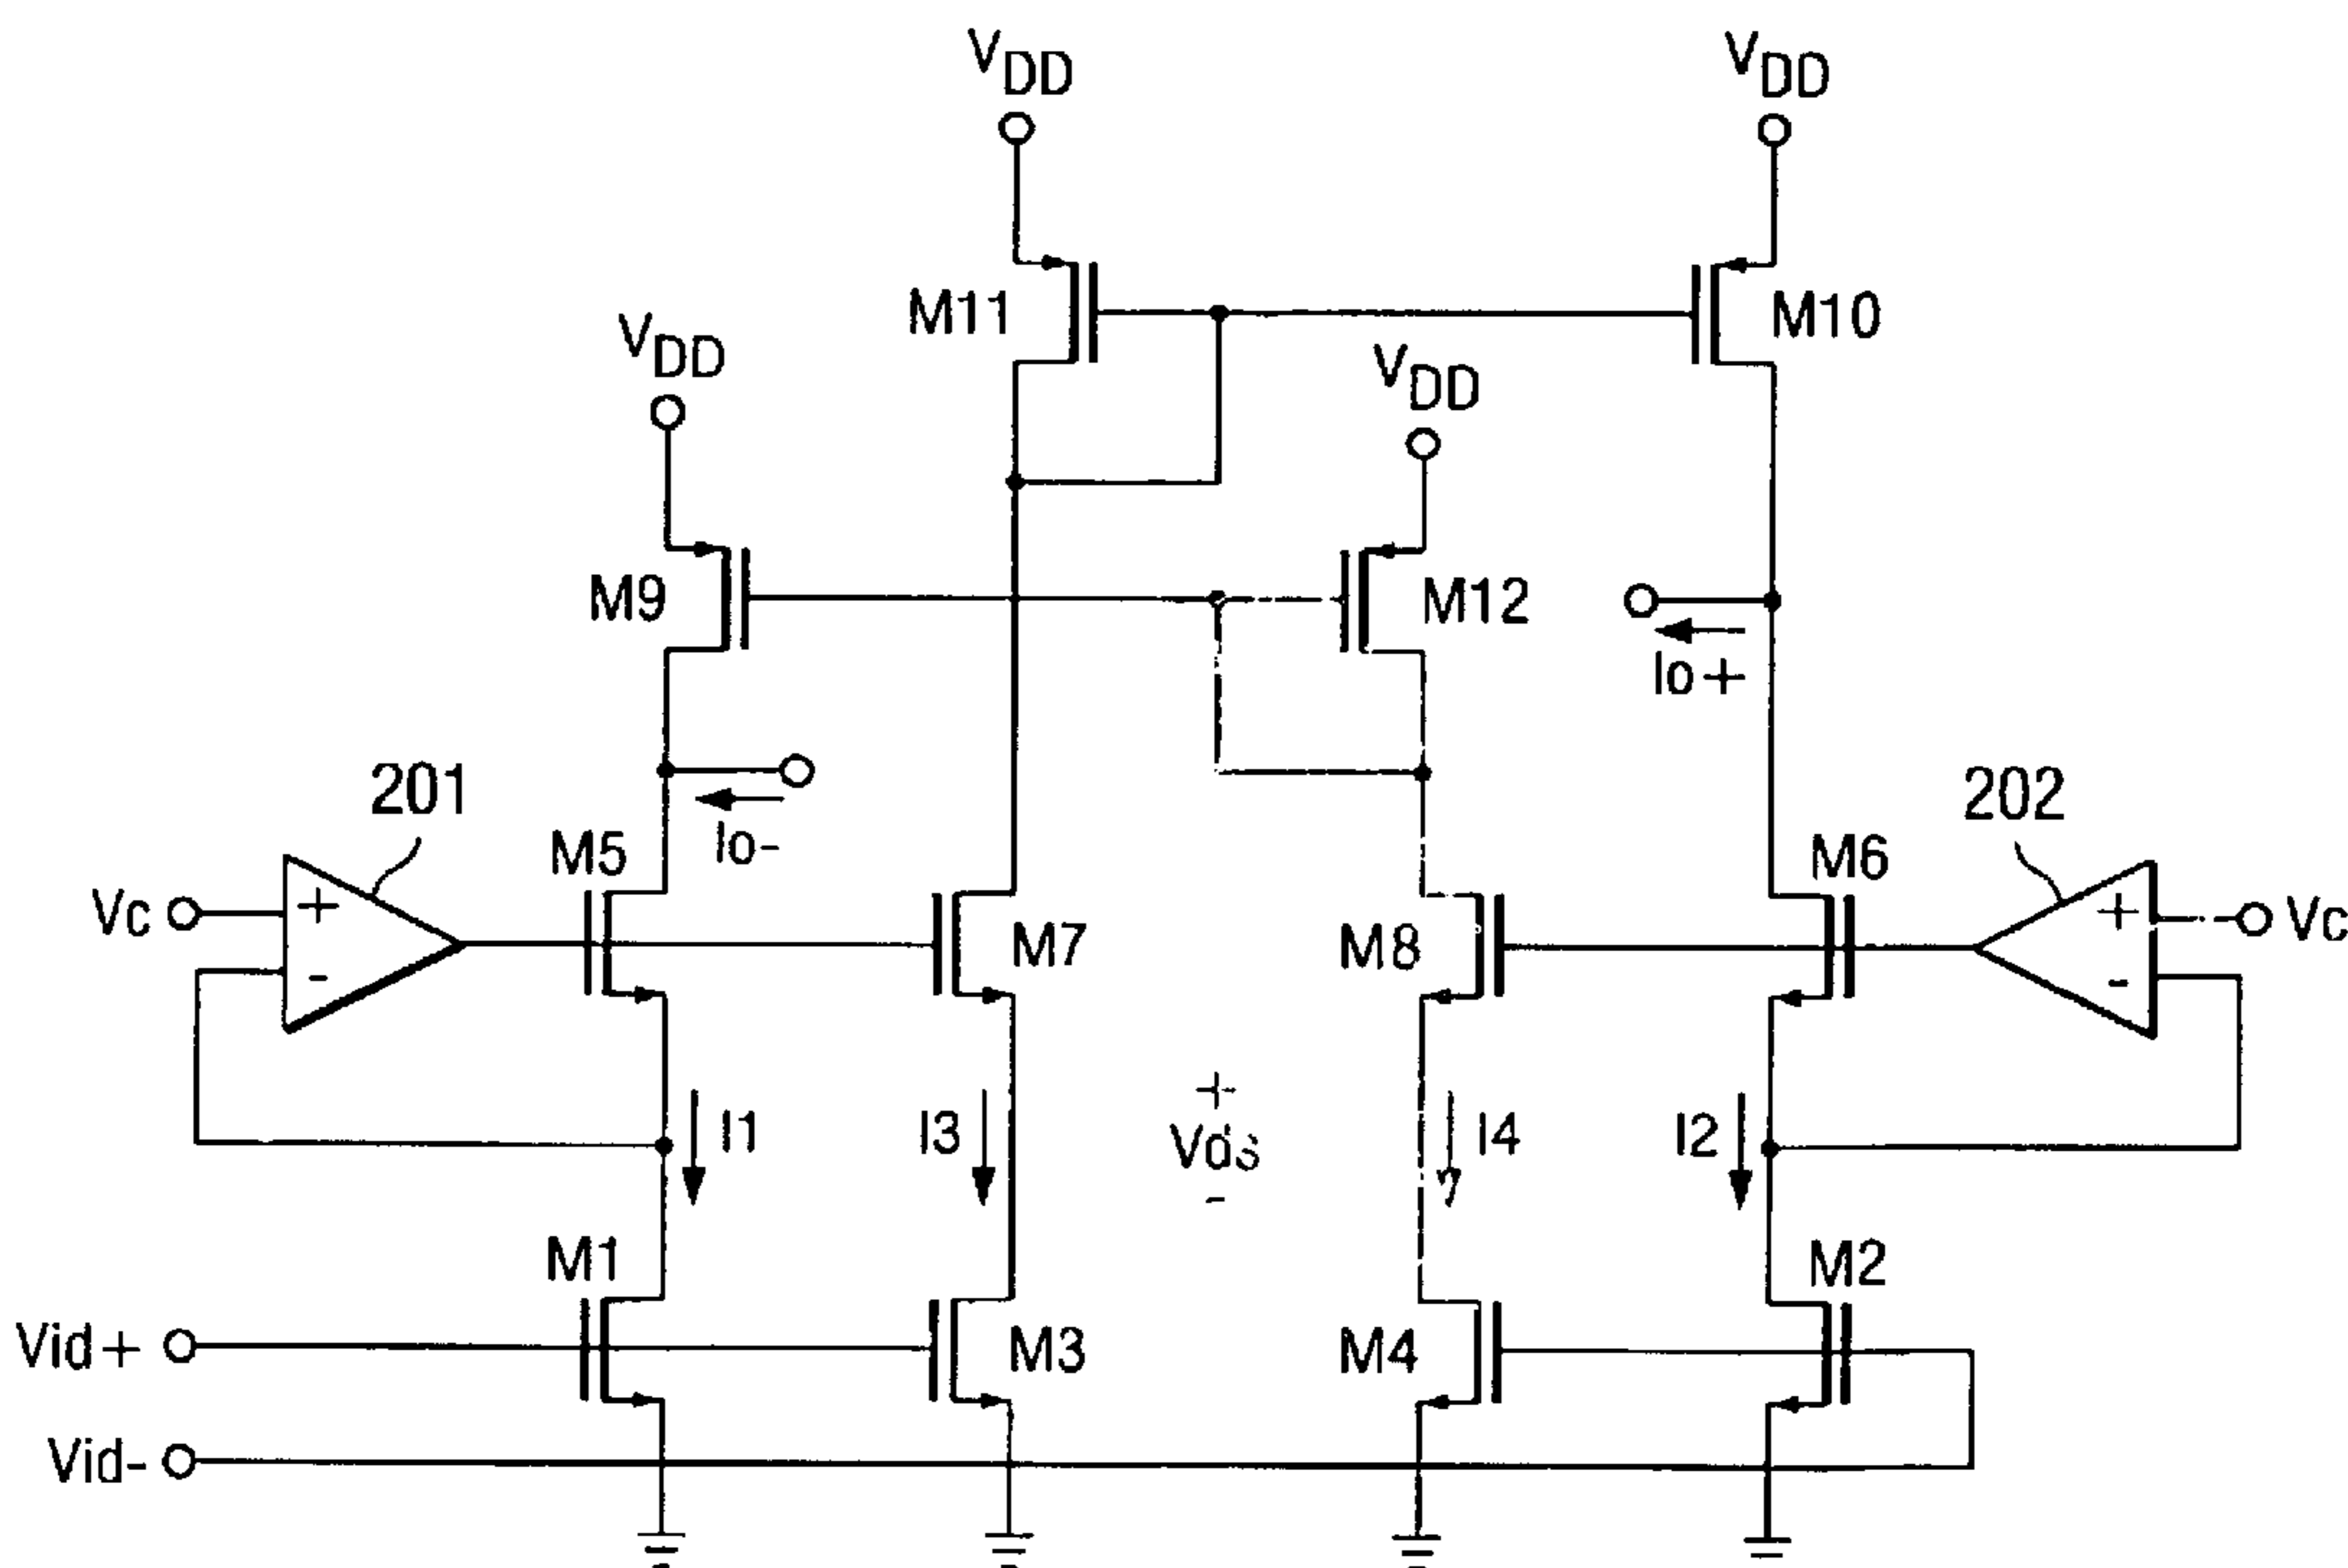 VDD
VDD
M11
M10
VDD
VDD
M9
M12
Io+
201
202
M5
Io-
M6
Vc
+
-
M7
M8
+
-
Vc
I1
I3
+
Vds
-
I4
I2
M1
M2
Vid+
M3
M4
Vid-